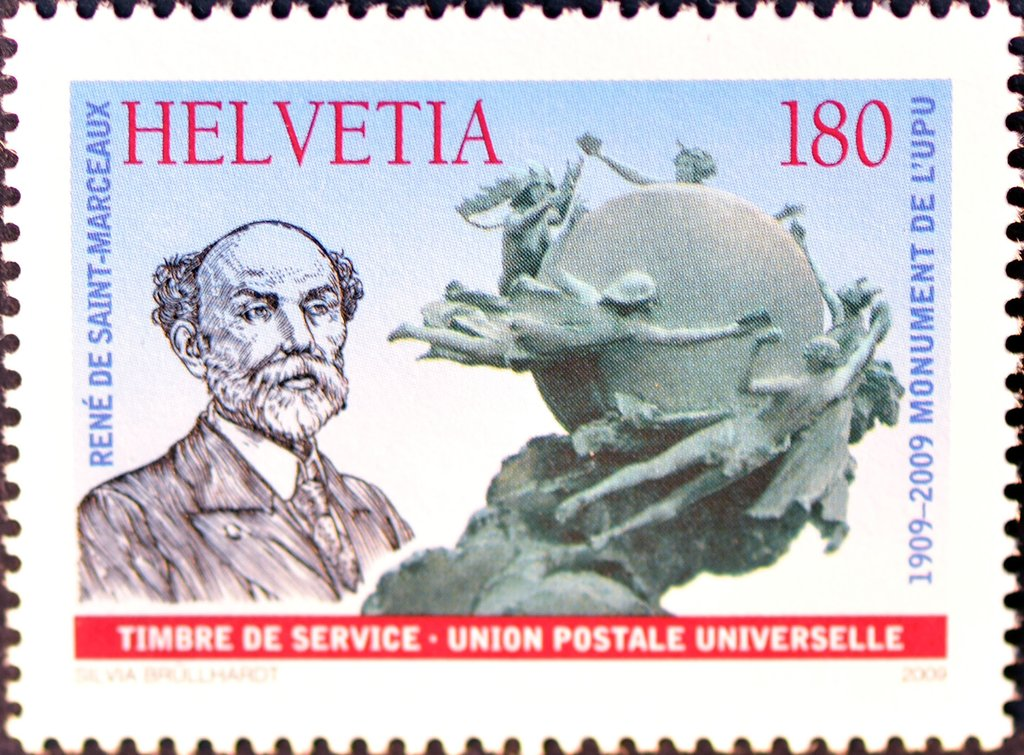 HELVETIA 180
RENÉ DE SAINT-MARCEAUX
1909–2009 MONUMENT DE L'UPU
TIMBRE DE SERVICE · UNION POSTALE UNIVERSELLE
SILVIA BRÜLLHARDT 2009